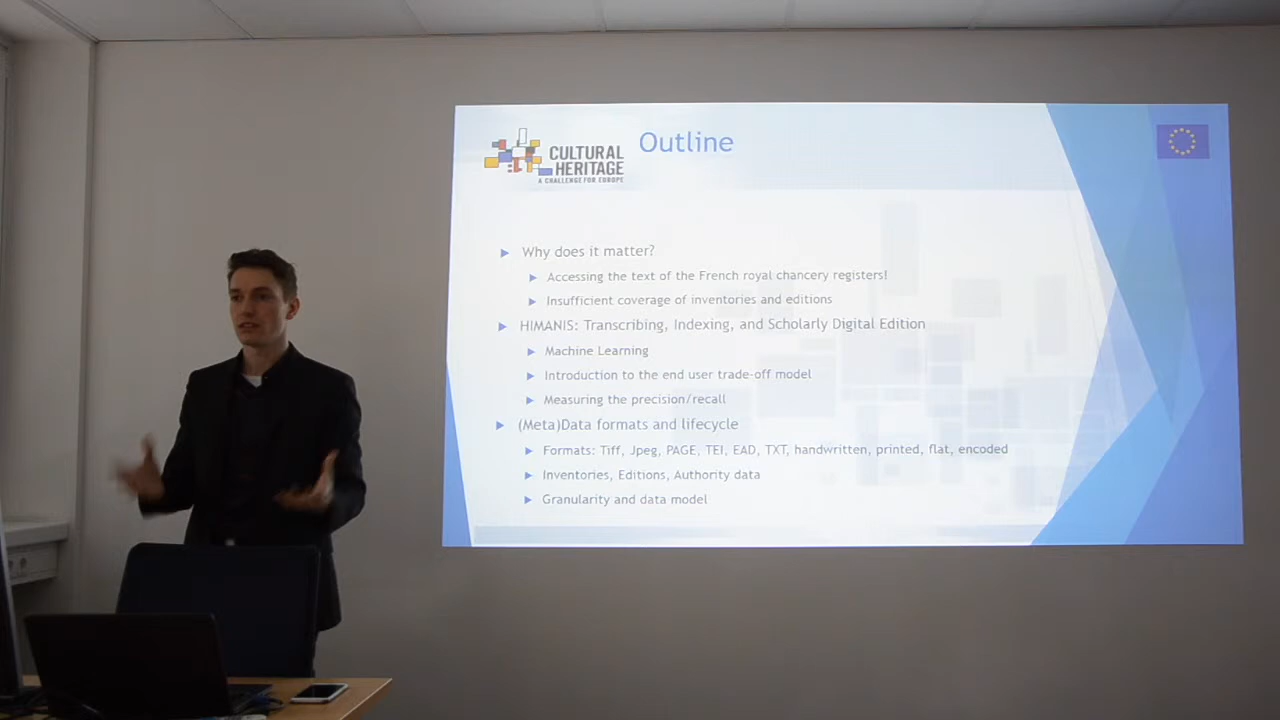 CULTURAL
HERITAGE
A CHALLENGE FOR EUROPE
Outline
Why does it matter?
Accessing the text of the French royal chancery registers!
Insufficient coverage of inventories and editions
HIMANIS: Transcribing, Indexing, and Scholarly Digital Edition
Machine Learning
Introduction to the end user trade-off model
Measuring the precision/recall
(Meta)Data formats and lifecycle
Formats: Tiff, Jpeg, PAGE, TEI, EAD, TXT, handwritten, printed, flat, encoded
Inventories, Editions, Authority data
Granularity and data model